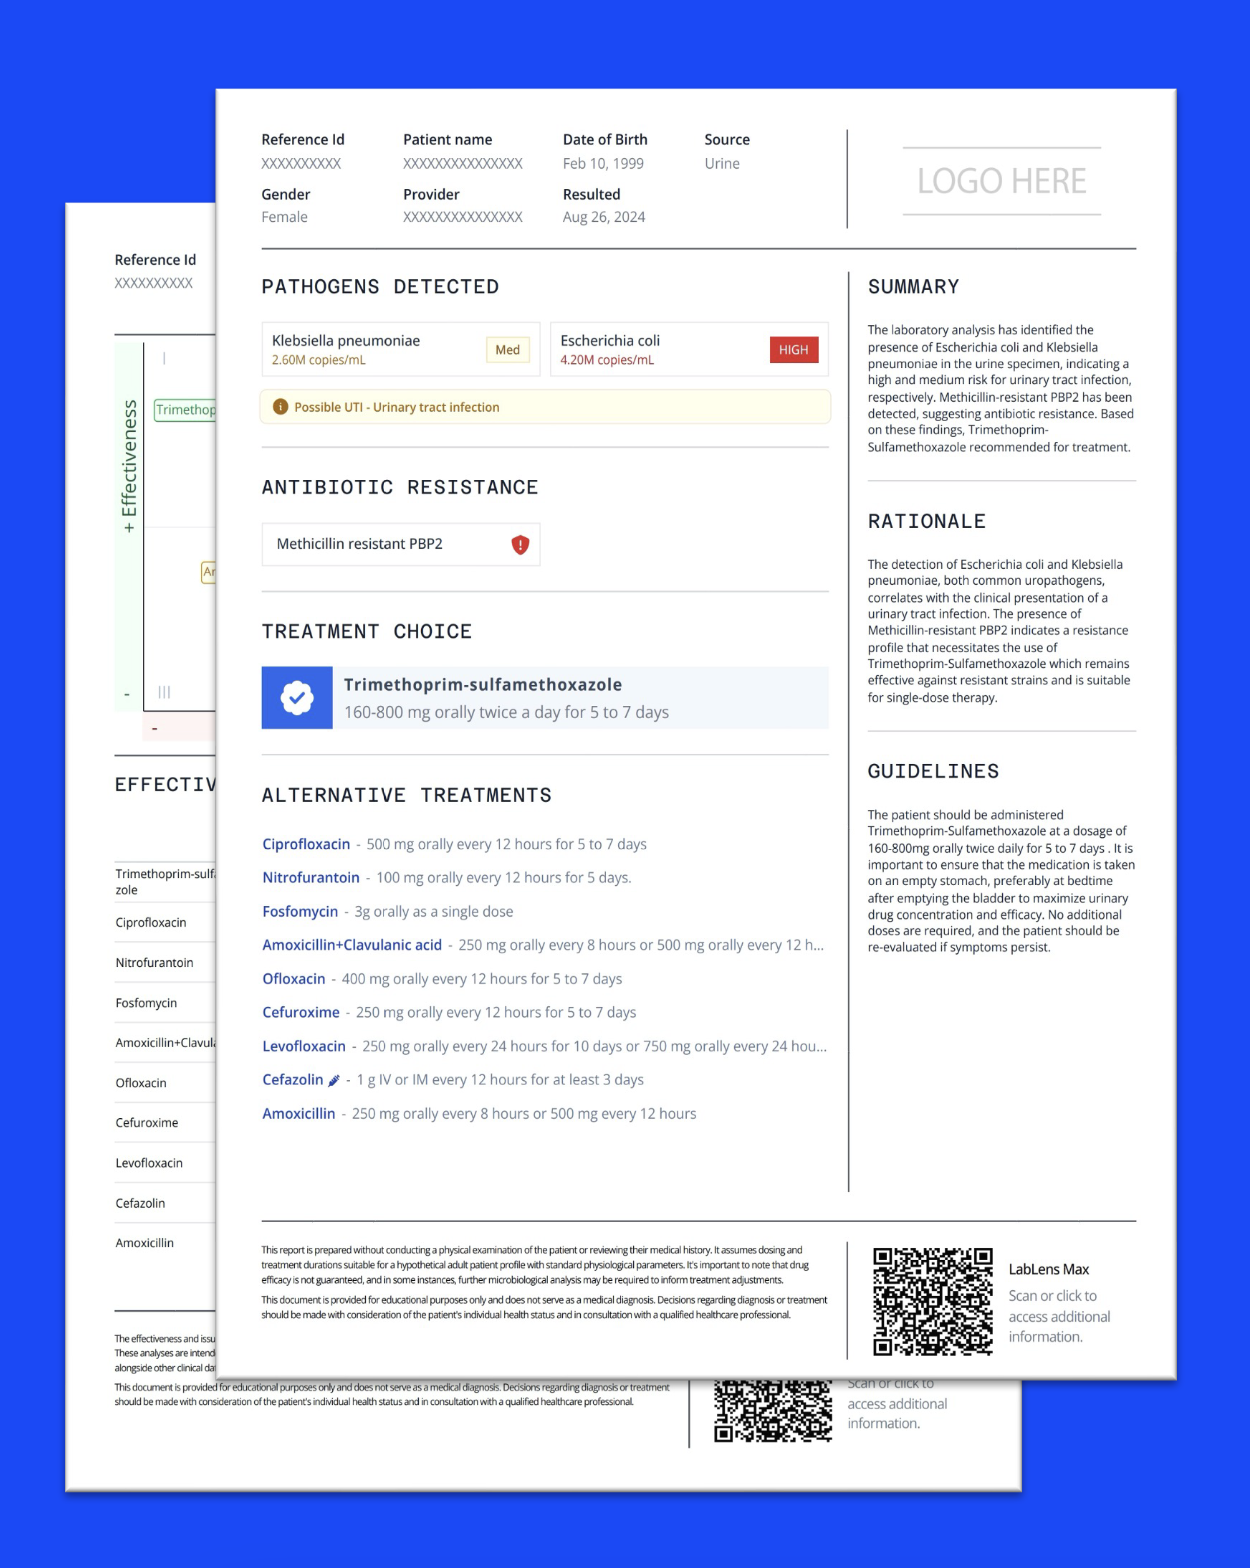 Reference Id
Patient name
Date of Birth
Source
XXXXXXXXXX
XXXXXXXXXXXXXXX
Feb 10, 1999
Urine
Gender
Provider
Resulted
Female
XXXXXXXXXXXXXXX
Aug 26, 2024
LOGO HERE
PATHOGENS DETECTED
Klebsiella pneumoniae
2.60M copies/mL
Med
Escherichia coli
4.20M copies/mL
HIGH
Possible UTI - Urinary tract infection
ANTIBIOTIC RESISTANCE
Methicillin resistant PBP2
TREATMENT CHOICE
Trimethoprim-sulfamethoxazole
160-800 mg orally twice a day for 5 to 7 days
ALTERNATIVE TREATMENTS
Ciprofloxacin - 500 mg orally every 12 hours for 5 to 7 days
Nitrofurantoin - 100 mg orally every 12 hours for 5 days.
Fosfomycin - 3g orally as a single dose
Amoxicillin+Clavulanic acid - 250 mg orally every 8 hours or 500 mg orally every 12 h...
Ofloxacin - 400 mg orally every 12 hours for 5 to 7 days
Cefuroxime - 250 mg orally every 12 hours for 5 to 7 days
Levofloxacin - 250 mg orally every 24 hours for 10 days or 750 mg orally every 24 hou...
Cefazolin - 1 g IV or IM every 12 hours for at least 3 days
Amoxicillin - 250 mg orally every 8 hours or 500 mg every 12 hours
SUMMARY
The laboratory analysis has identified the
presence of Escherichia coli and Klebsiella
pneumoniae in the urine specimen, indicating a
high and medium risk for urinary tract infection,
respectively. Methicillin-resistant PBP2 has been
detected, suggesting antibiotic resistance. Based
on these findings, Trimethoprim-
Sulfamethoxazole recommended for treatment.
RATIONALE
The detection of Escherichia coli and Klebsiella
pneumoniae, both common uropathogens,
correlates with the clinical presentation of a
urinary tract infection. The presence of
Methicillin-resistant PBP2 indicates a resistance
profile that necessitates the use of
Trimethoprim-Sulfamethoxazole which remains
effective against resistant strains and is suitable
for single-dose therapy.
GUIDELINES
The patient should be administered
Trimethoprim-Sulfamethoxazole at a dosage of
160-800mg orally twice daily for 5 to 7 days . It is
important to ensure that the medication is taken
on an empty stomach, preferably at bedtime
after emptying the bladder to maximize urinary
drug concentration and efficacy. No additional
doses are required, and the patient should be
re-evaluated if symptoms persist.
This report is prepared without conducting a physical examination of the patient or reviewing their medical history. It assumes dosing and
treatment durations suitable for a hypothetical adult patient profile with standard physiological parameters. It's important to note that drug
efficacy is not guaranteed, and in some instances, further microbiological analysis may be required to inform treatment adjustments.
This document is provided for educational purposes only and does not serve as a medical diagnosis. Decisions regarding diagnosis or treatment
should be made with consideration of the patient's individual health status and in consultation with a qualified healthcare professional.
LabLens Max
Scan or click to
access additional
information.
Reference Id
XXXXXXXXXX
I
Trimethop
+ Effectiveness
Ar
-
III
-
EFFECTIV
Trimethoprim-sulfa
zole
Ciprofloxacin
Nitrofurantoin
Fosfomycin
Amoxicillin+Clavula
Ofloxacin
Cefuroxime
Levofloxacin
Cefazolin
Amoxicillin
The effectiveness and issu
These analyses are intend
alongside other clinical da
This document is provided for educational purposes only and does not serve as a medical diagnosis. Decisions regarding diagnosis or treatment
should be made with consideration of the patient's individual health status and in consultation with a qualified healthcare professional.
Scan or click to
access additional
information.